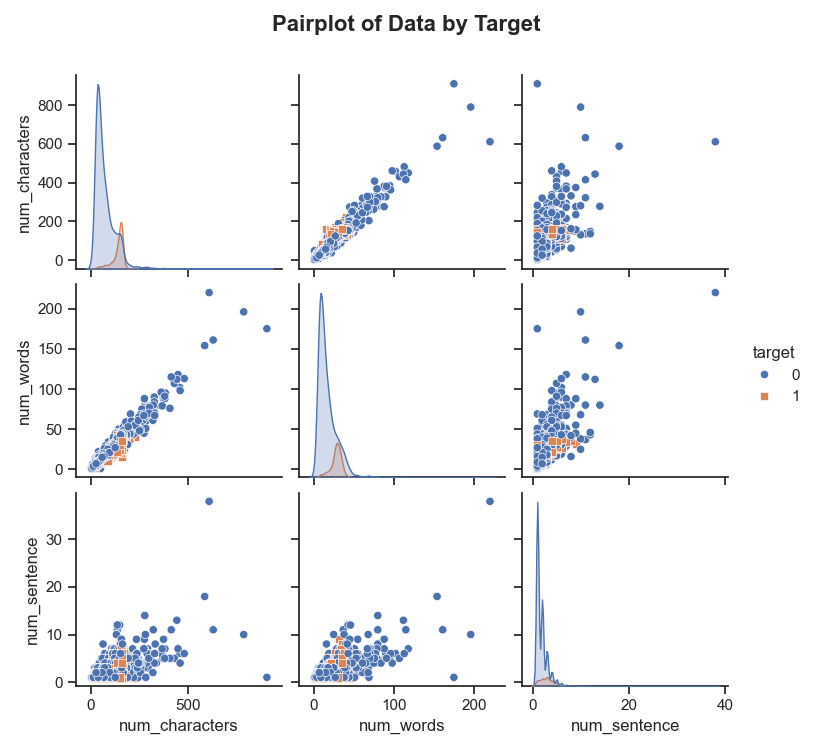 Pairplot of Data by Target
num_characters
800
600
400
200
0
num_words
200
150
100
50
0
target
0
1
num_sentence
30
20
10
0
0 500
0 100 200
0 20 40
num_characters
num_words
num_sentence